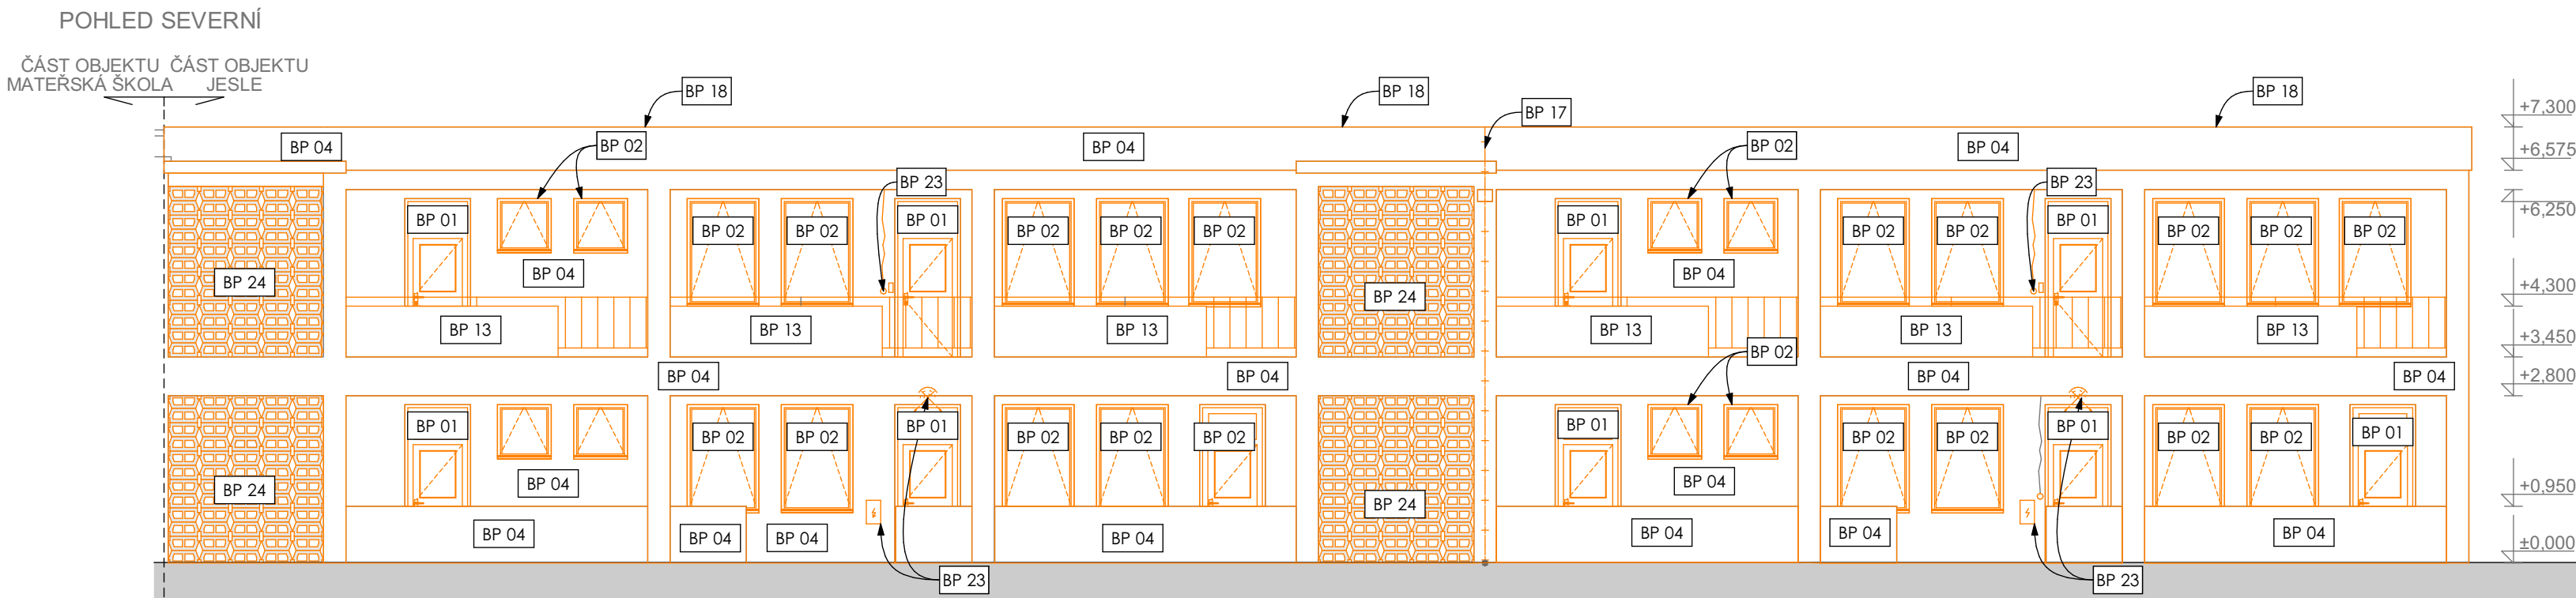 POHLED SEVERNÍ
ČÁST OBJEKTU ČÁST OBJEKTU
MATEŘSKÁ ŠKOLA JESLE
BP 18 BP 18 BP 17 BP 18
+7,300
BP 04 BP 02 BP 04 BP 02 BP 04
+6,575
BP 23 BP 23
+6,250
BP 01 BP 02 BP 02 BP 01 BP 02 BP 02 BP 02 BP 01 BP 02 BP 02 BP 01 BP 02 BP 02 BP 02
BP 24 BP 04 BP 24 BP 04
+4,300
BP 13 BP 13 BP 13 BP 13 BP 13 BP 13
+3,450
BP 02
BP 04 BP 04 BP 04 BP 04
+2,800
BP 01 BP 02 BP 02 BP 01 BP 02 BP 02 BP 02 BP 01 BP 02 BP 02 BP 01 BP 02 BP 02 BP 01
BP 24 BP 04 BP 24 BP 04
+0,950
BP 04 BP 04 BP 04 BP 04 BP 04 BP 04 BP 04
±0,000
BP 23 BP 23